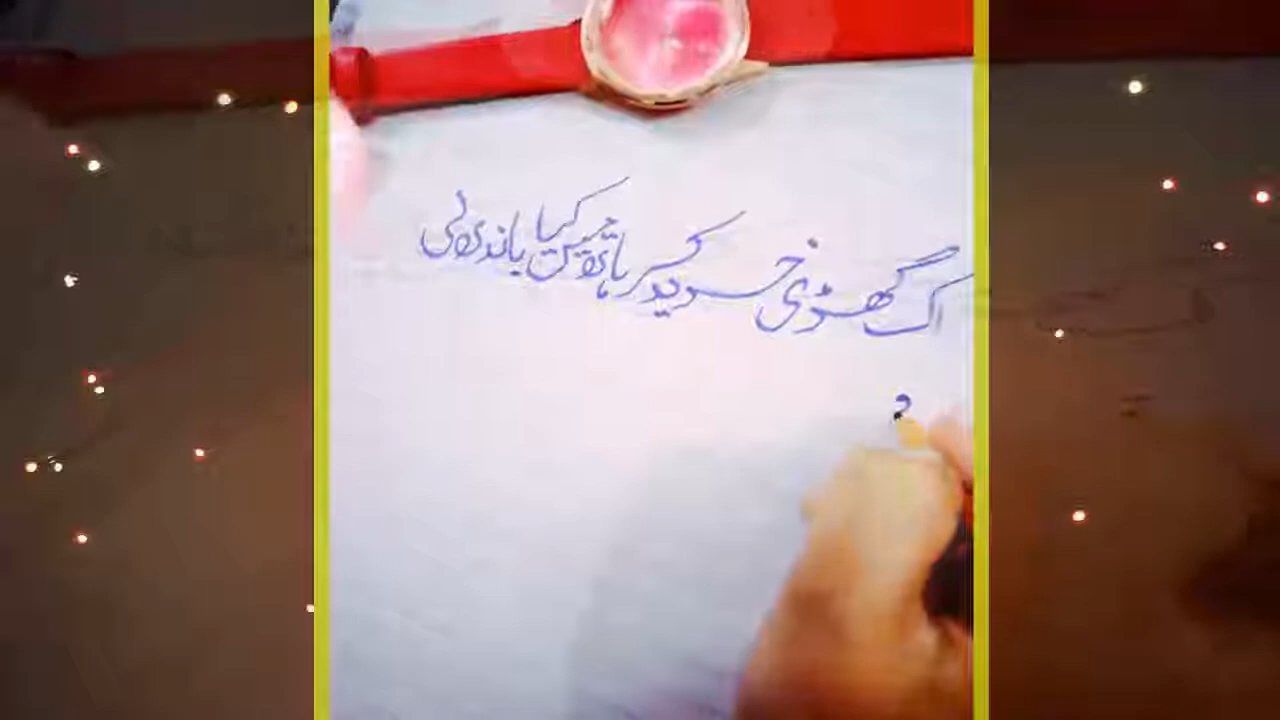 اک گھڑی خرید کر ہاتھ میں کیا باندھ لی
و